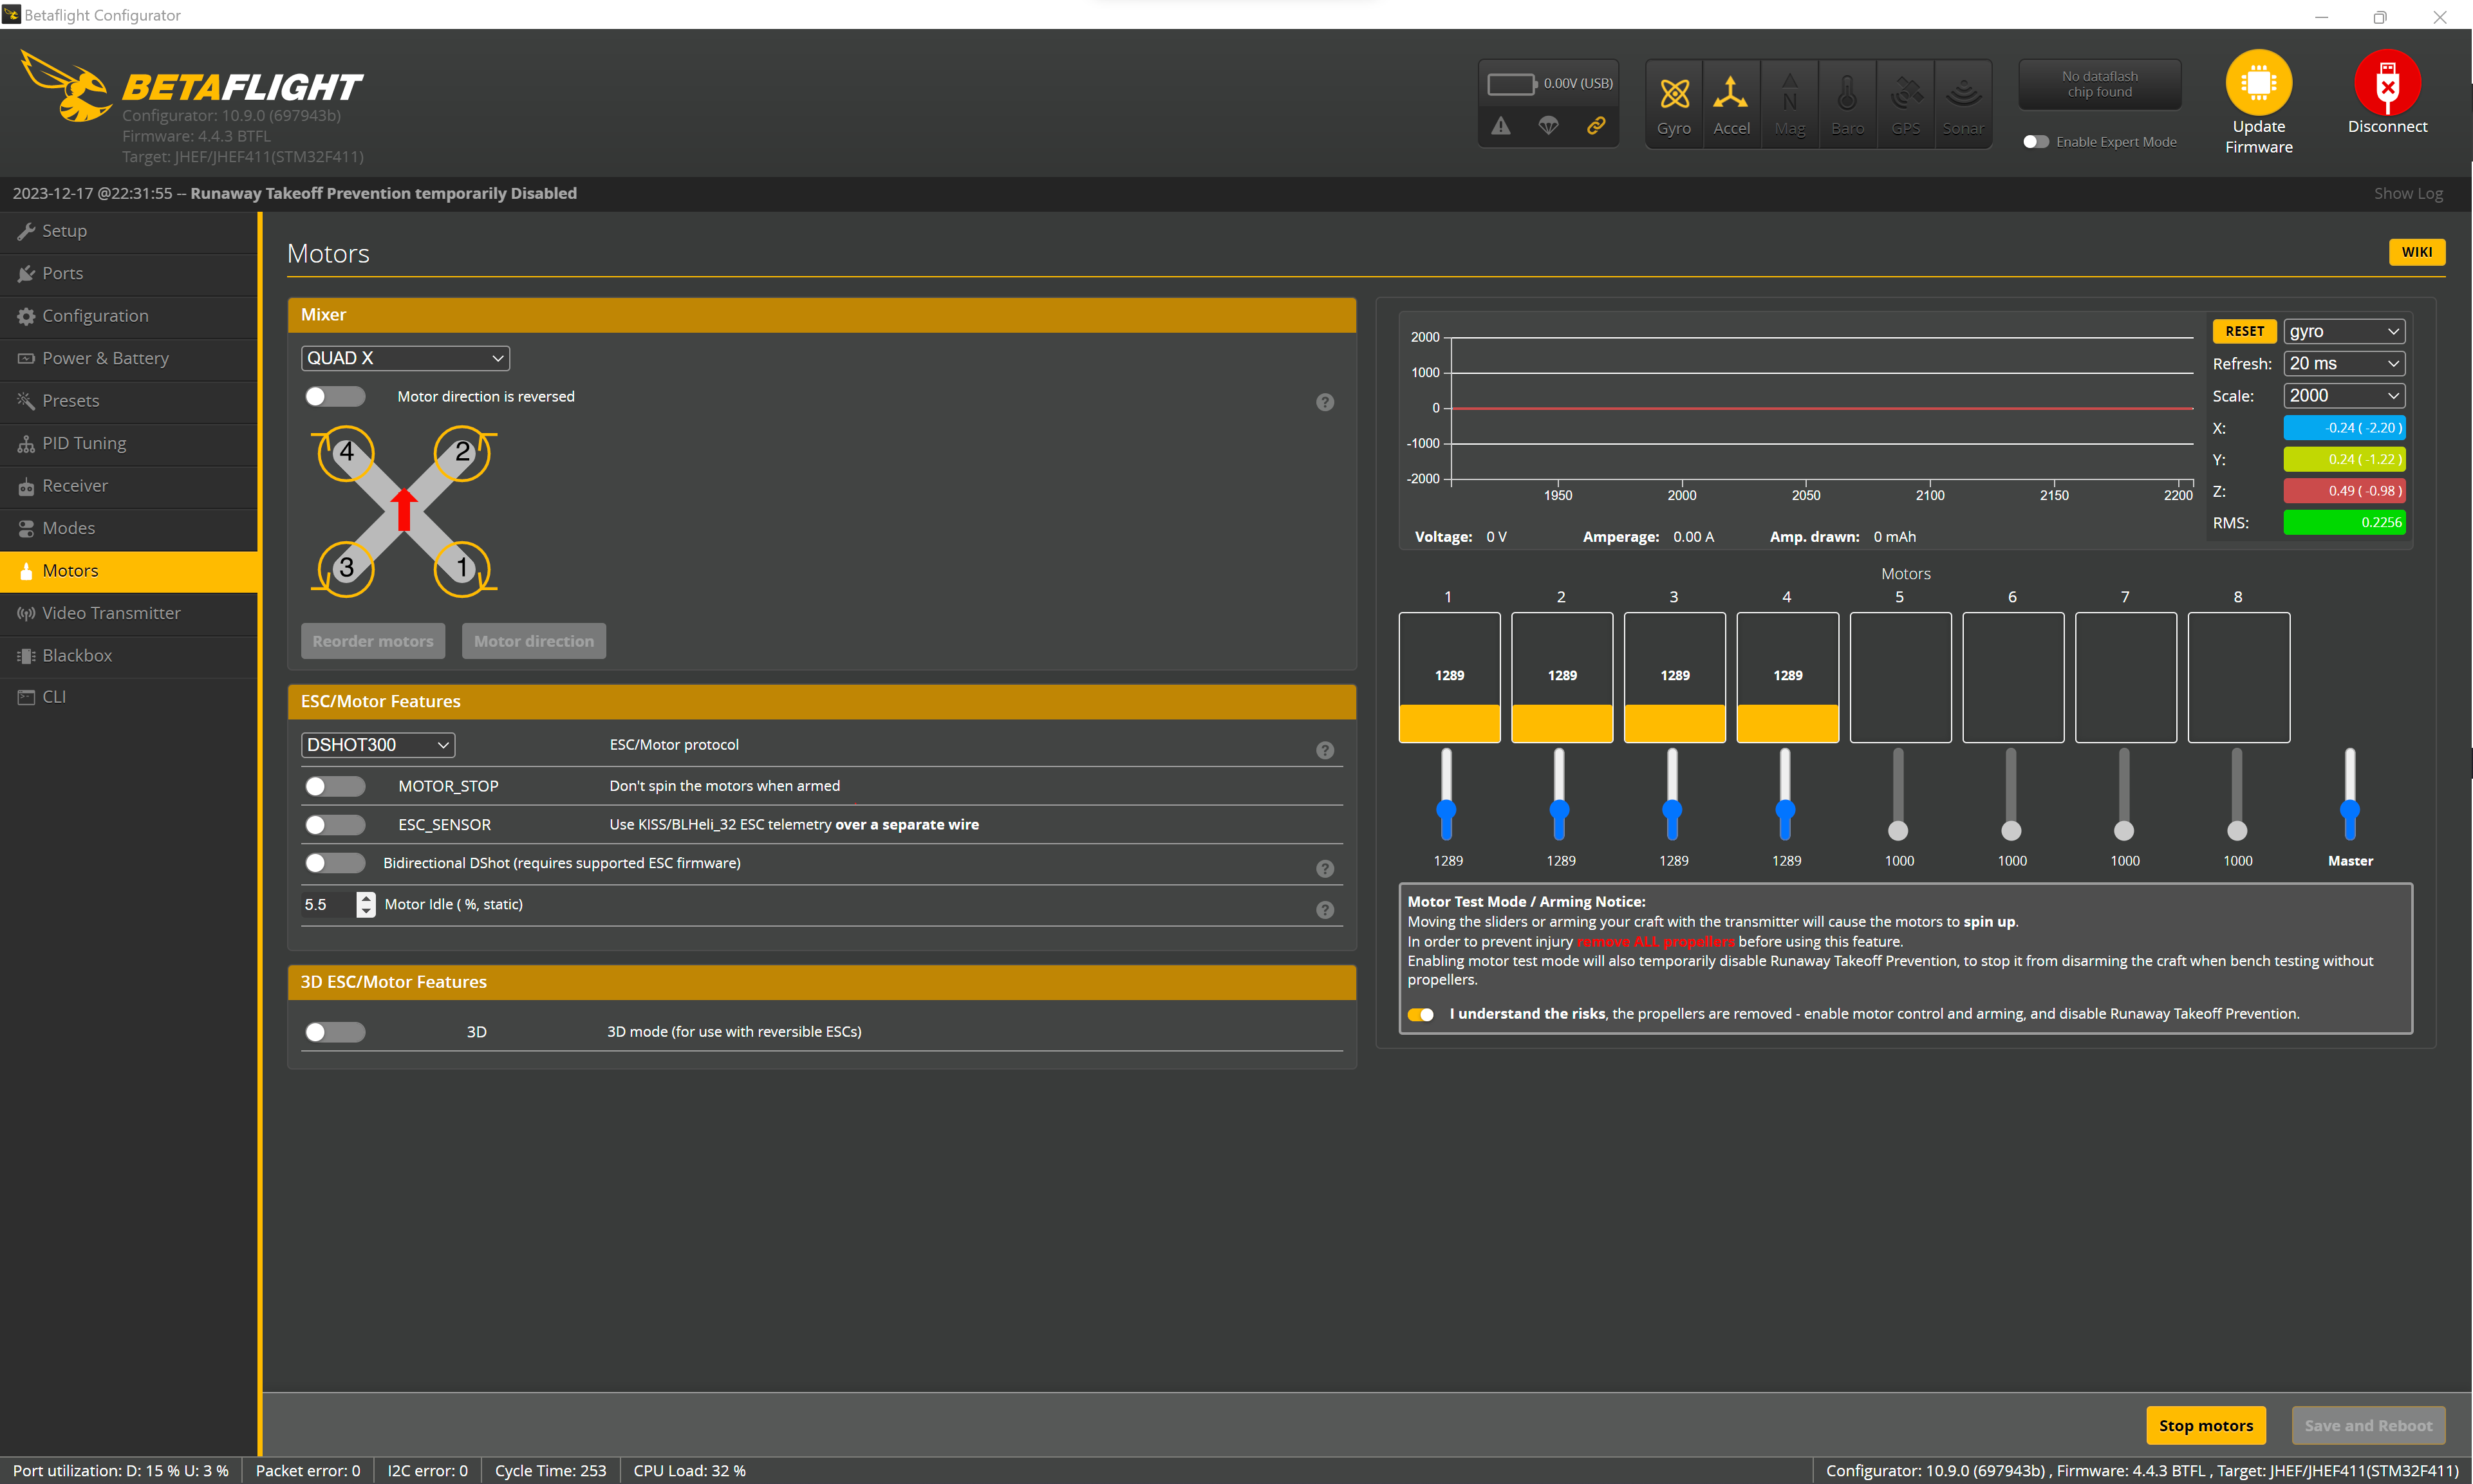 Betaflight Configurator
BETAFLIGHT
Configurator: 10.9.0 (697943b)
Firmware: 4.4.3 BTFL
Target: JHEF/JHEF411(STM32F411)
0.00V (USB)
Gyro
Accel
Mag
Baro
GPS
Sonar
No dataflash
chip found
Enable Expert Mode
Update
Firmware
Disconnect
2023-12-17 @22:31:55 -- Runaway Takeoff Prevention temporarily Disabled
Show Log
Setup
Ports
Configuration
Power & Battery
Presets
PID Tuning
Receiver
Modes
Motors
Video Transmitter
Blackbox
CLI
Motors
WIKI
Mixer
QUAD X
Motor direction is reversed
?
4
2
3
1
Reorder motors
Motor direction
ESC/Motor Features
DSHOT300
ESC/Motor protocol
?
MOTOR_STOP
Don't spin the motors when armed
ESC_SENSOR
Use KISS/BLHeli_32 ESC telemetry over a separate wire
Bidirectional DShot (requires supported ESC firmware)
?
5.5
Motor Idle ( %, static)
?
3D ESC/Motor Features
3D
3D mode (for use with reversible ESCs)
2000
1000
0
-1000
-2000
1950
2000
2050
2100
2150
2200
RESET
gyro
Refresh:
20 ms
Scale:
2000
X:
-0.24 ( -2.20 )
Y:
0.24 ( -1.22 )
Z:
0.49 ( -0.98 )
RMS:
0.2256
Voltage: 0 V
Amperage: 0.00 A
Amp. drawn: 0 mAh
Motors
1 2 3 4 5 6 7 8
1289 1289 1289 1289
1289 1289 1289 1289 1000 1000 1000 1000 Master
Motor Test Mode / Arming Notice:
Moving the sliders or arming your craft with the transmitter will cause the motors to spin up.
In order to prevent injury remove ALL propellers before using this feature.
Enabling motor test mode will also temporarily disable Runaway Takeoff Prevention, to stop it from disarming the craft when bench testing without
propellers.
I understand the risks, the propellers are removed - enable motor control and arming, and disable Runaway Takeoff Prevention.
Stop motors
Save and Reboot
Port utilization: D: 15 % U: 3 %
Packet error: 0
I2C error: 0
Cycle Time: 253
CPU Load: 32 %
Configurator: 10.9.0 (697943b) , Firmware: 4.4.3 BTFL , Target: JHEF/JHEF411(STM32F411)